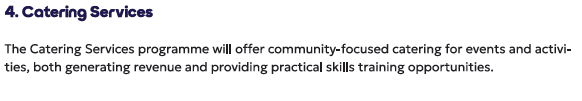 4. Catering Services
The Catering Services programme will offer community-focused catering for events and activi-
ties, both generating revenue and providing practical skills training opportunities.